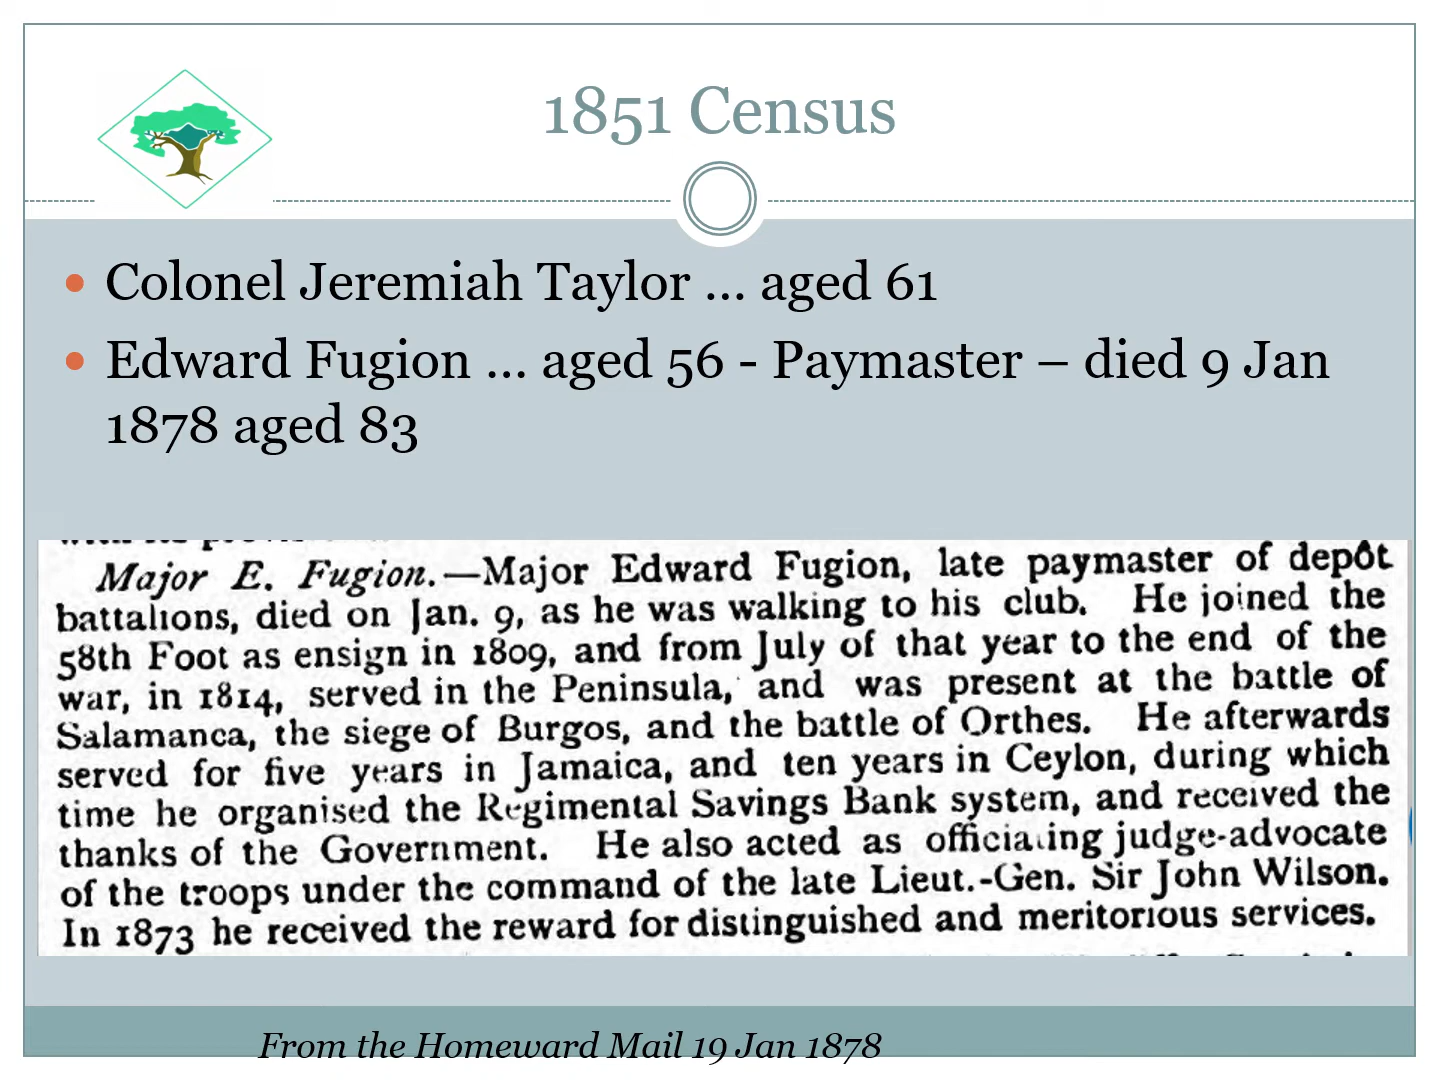 1851 Census
• Colonel Jeremiah Taylor ... aged 61
• Edward Fugion ... aged 56 - Paymaster – died 9 Jan
1878 aged 83
Major E. Fugion.—Major Edward Fugion, late paymaster of depôt
battalions, died on Jan. 9, as he was walking to his club. He joined the
58th Foot as ensign in 1809, and from July of that year to the end of the
war, in 1814, served in the Peninsula, and was present at the battle of
Salamanca, the siege of Burgos, and the battle of Orthes. He afterwards
served for five years in Jamaica, and ten years in Ceylon, during which
time he organised the Regimental Savings Bank system, and received the
thanks of the Government. He also acted as officiating judge-advocate
of the troops under the command of the late Lieut.-Gen. Sir John Wilson.
In 1873 he received the reward for distinguished and meritorious services.
From the Homeward Mail 19 Jan 1878